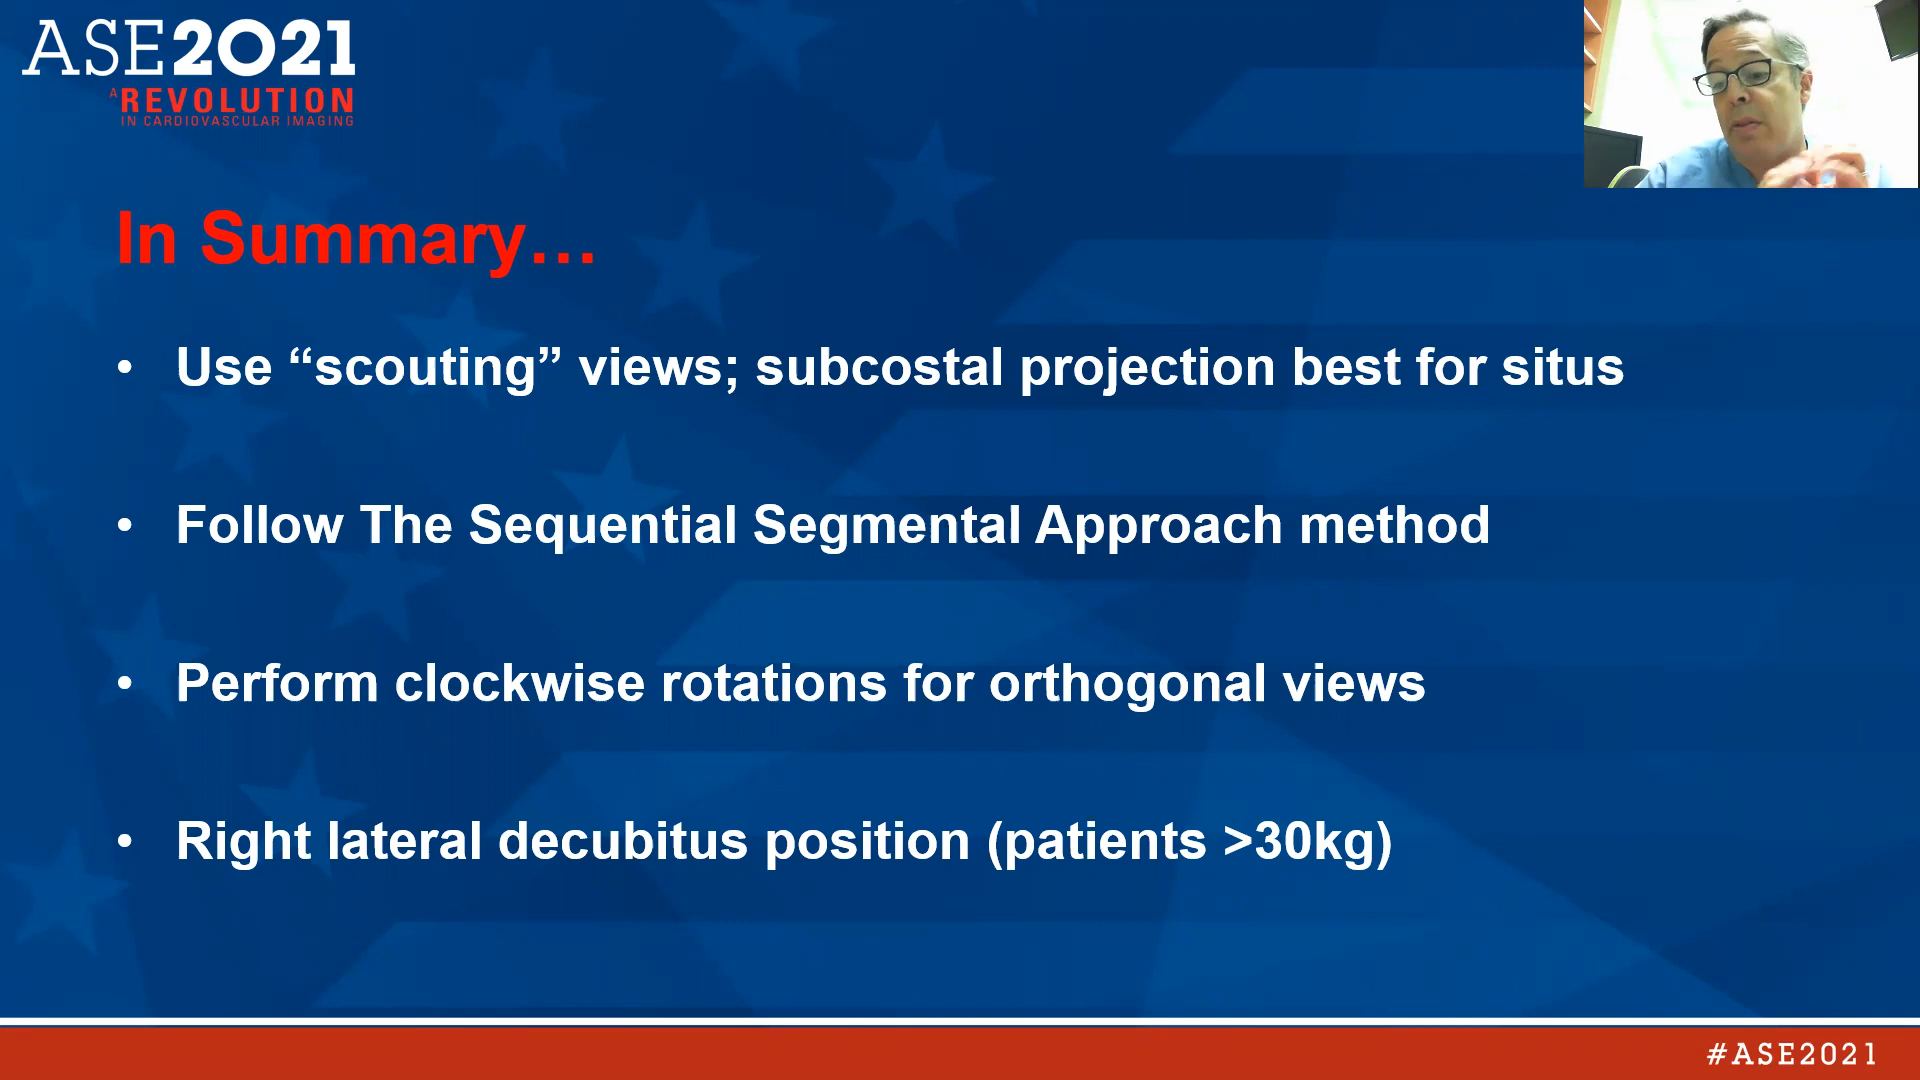 ASE2021
A REVOLUTION
IN CARDIOVASCULAR IMAGING
In Summary…
• Use “scouting” views; subcostal projection best for situs
• Follow The Sequential Segmental Approach method
• Perform clockwise rotations for orthogonal views
• Right lateral decubitus position (patients >30kg)
#ASE2021